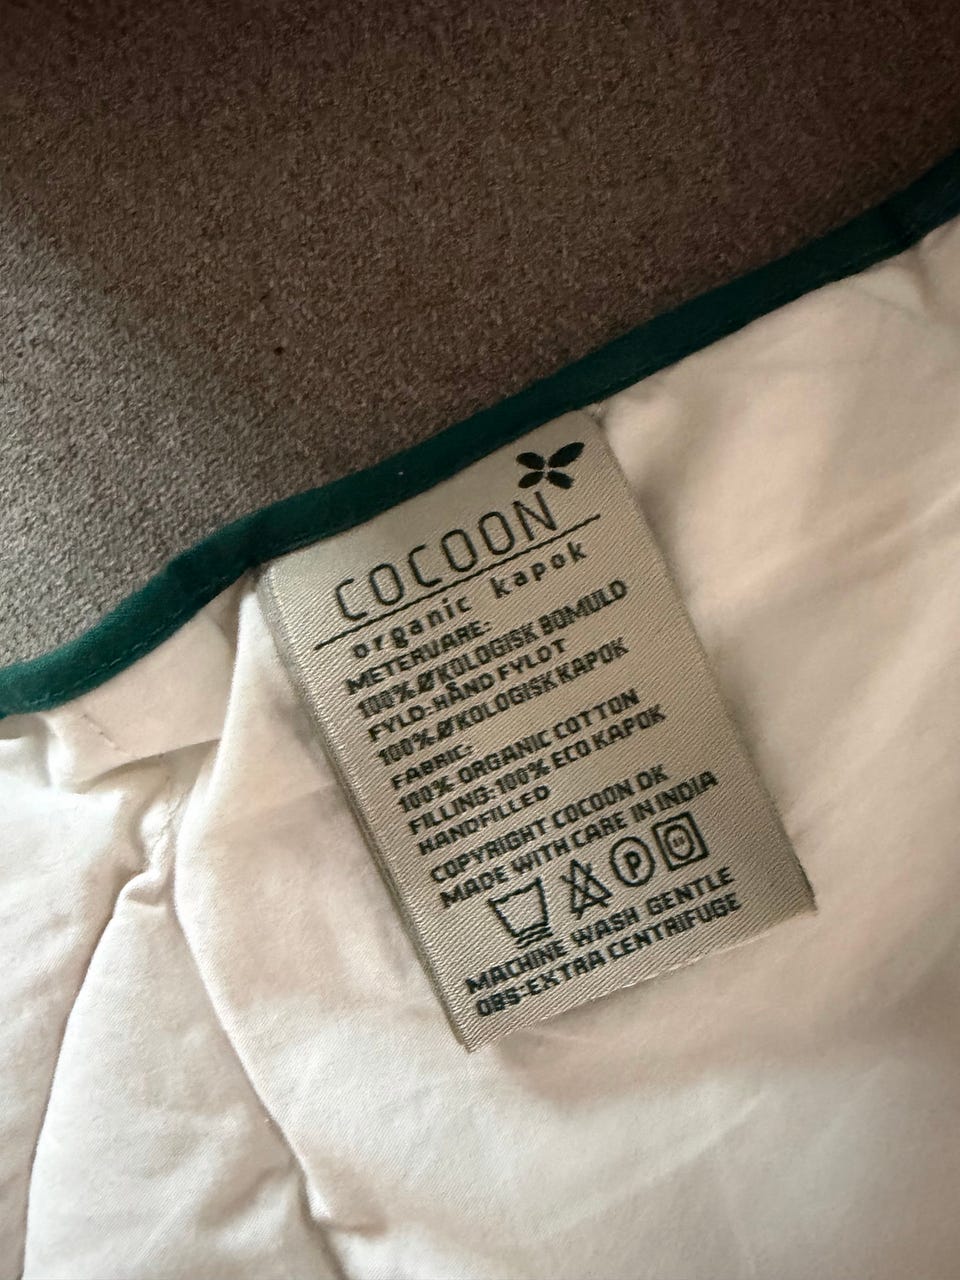 COCOON
organic kapok
METERVARE:
100% ØKOLOGISK BOMULD
FYLD-HÅND FYLDT
100% ØKOLOGISK KAPOK
FABRIC:
100% ORGANIC COTTON
FILLING:100% ECO KAPOK
HANDFILLED
COPYRIGHT COCOON DK
MADE WITH CARE IN INDIA
P
MACHINE WASH GENTLE
OBS-EXTRA CENTRIFUGE